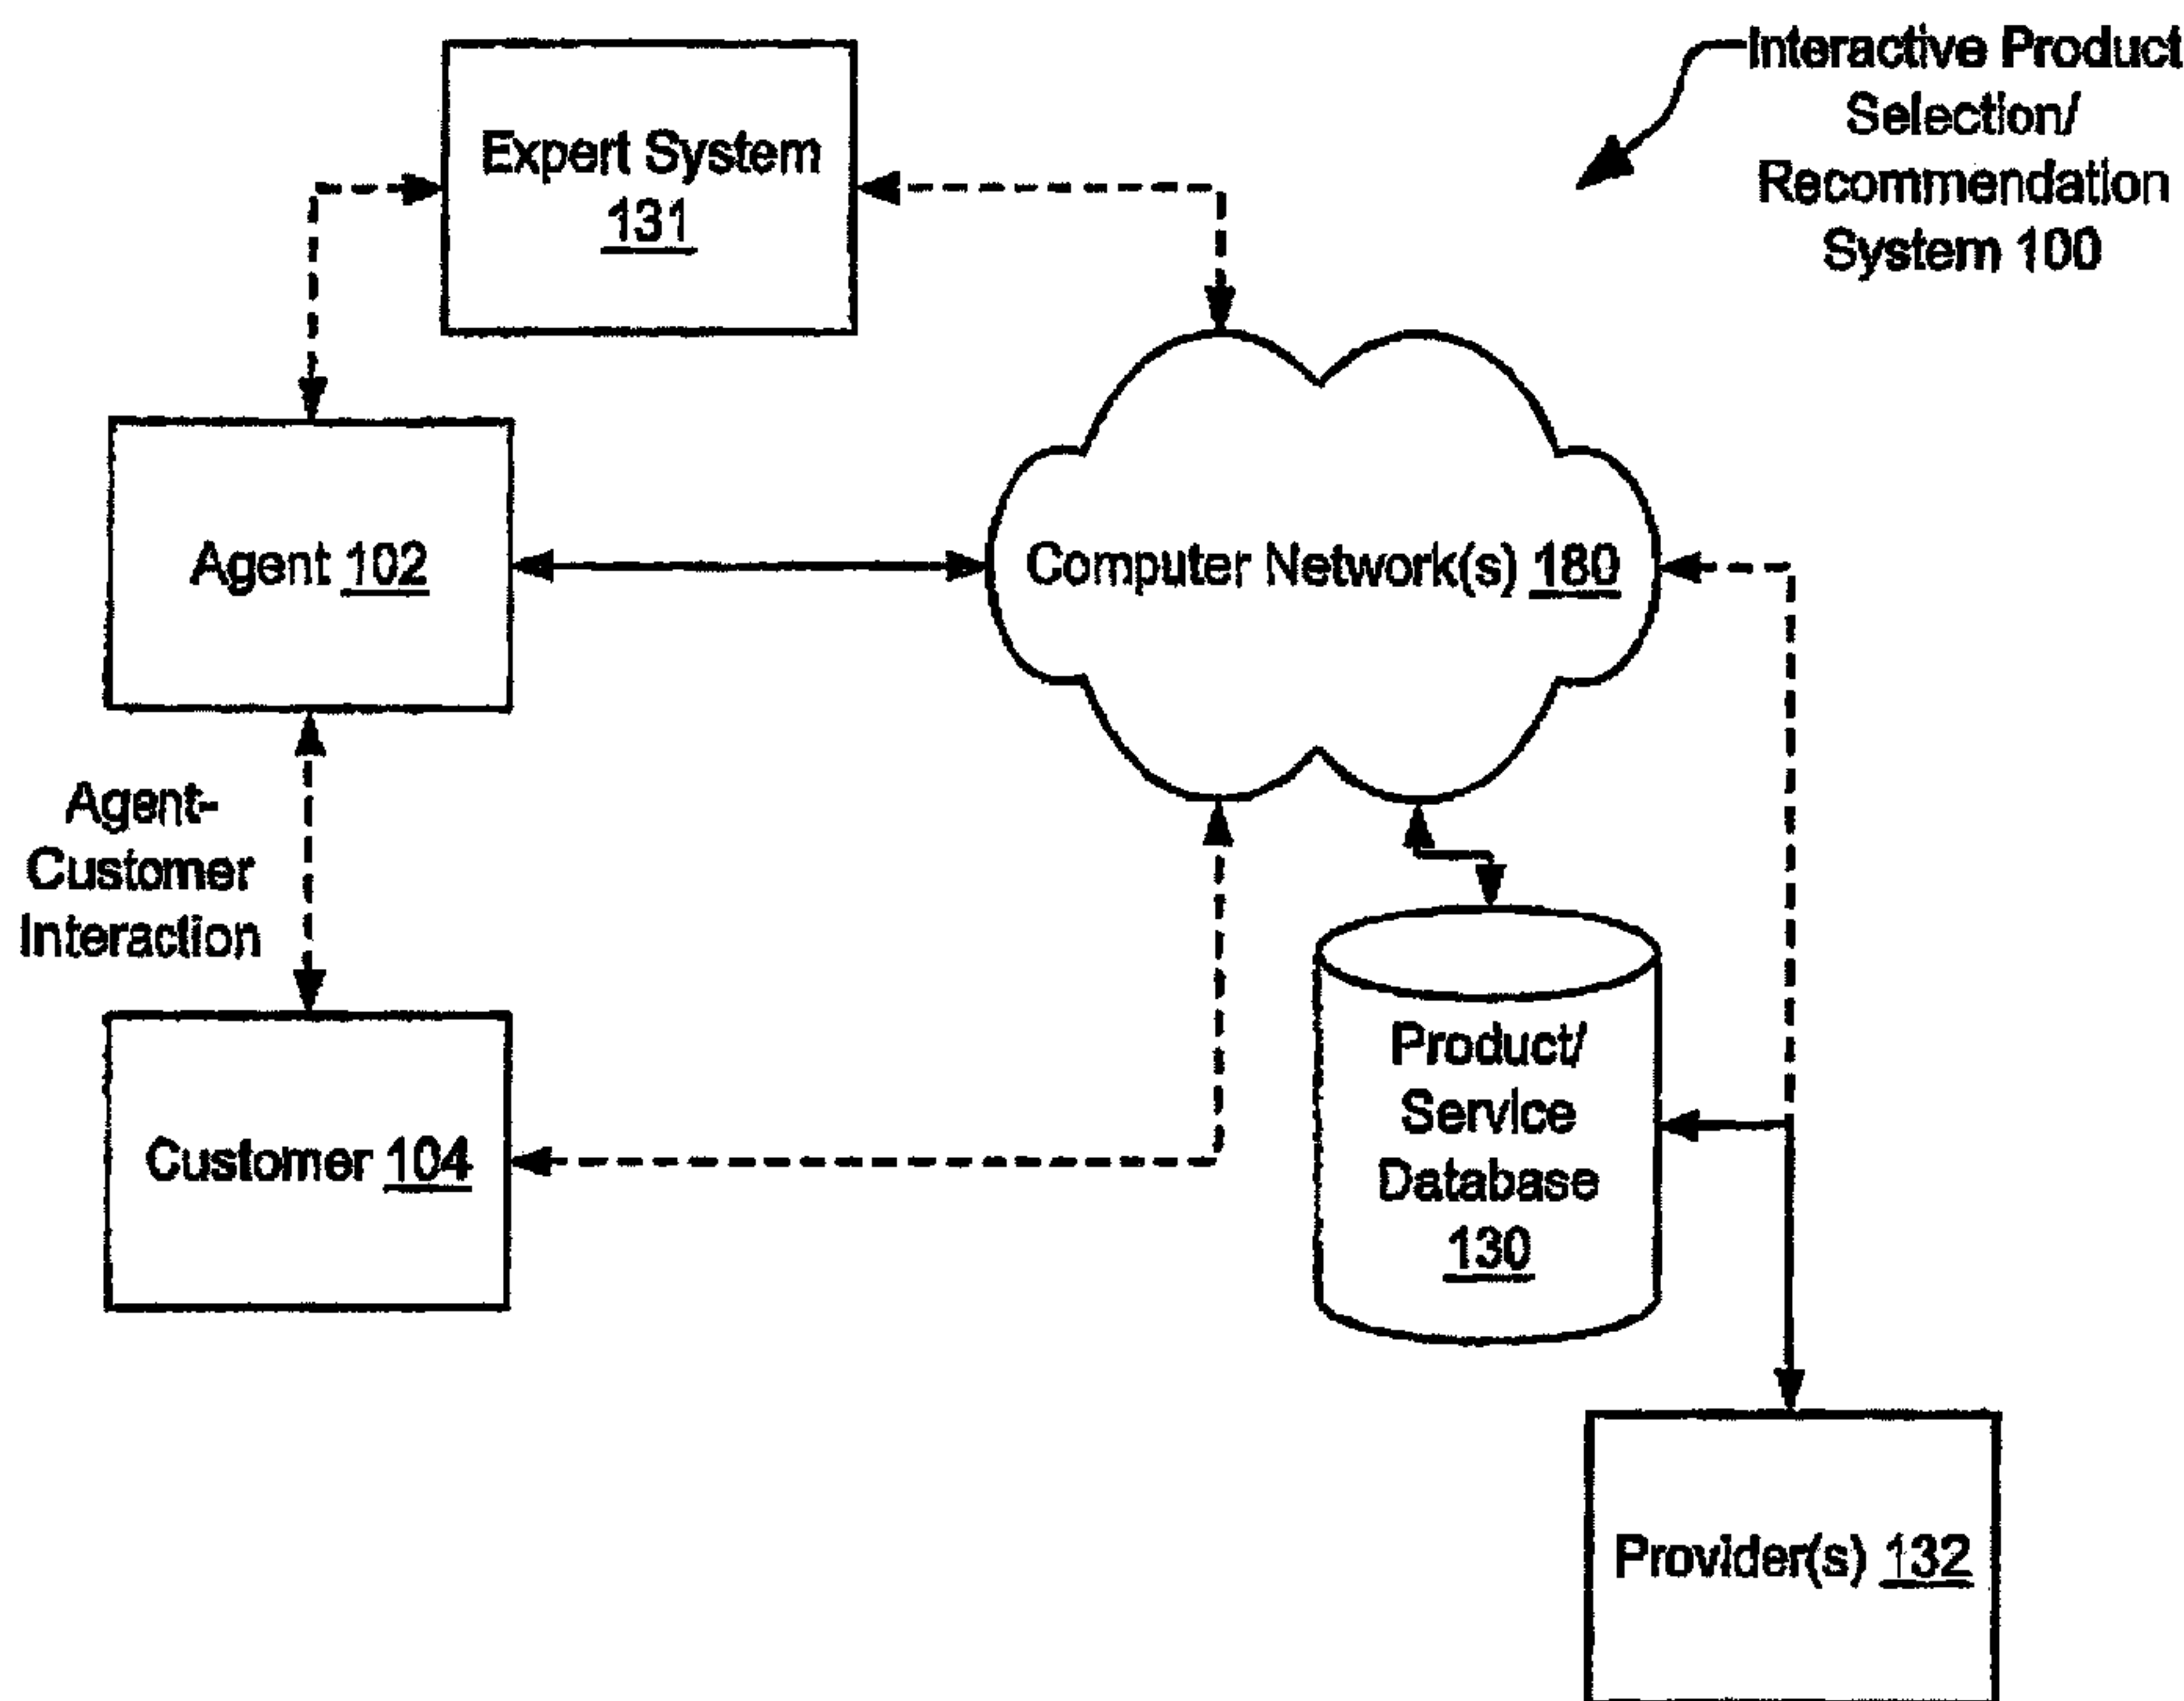 Interactive Product
Selection/
Recommendation
System 100
Expert System
131
Agent 102
Computer Network(s) 180
Agent-
Customer
Interaction
Customer 104
Product/
Service
Database
130
Provider(s) 132